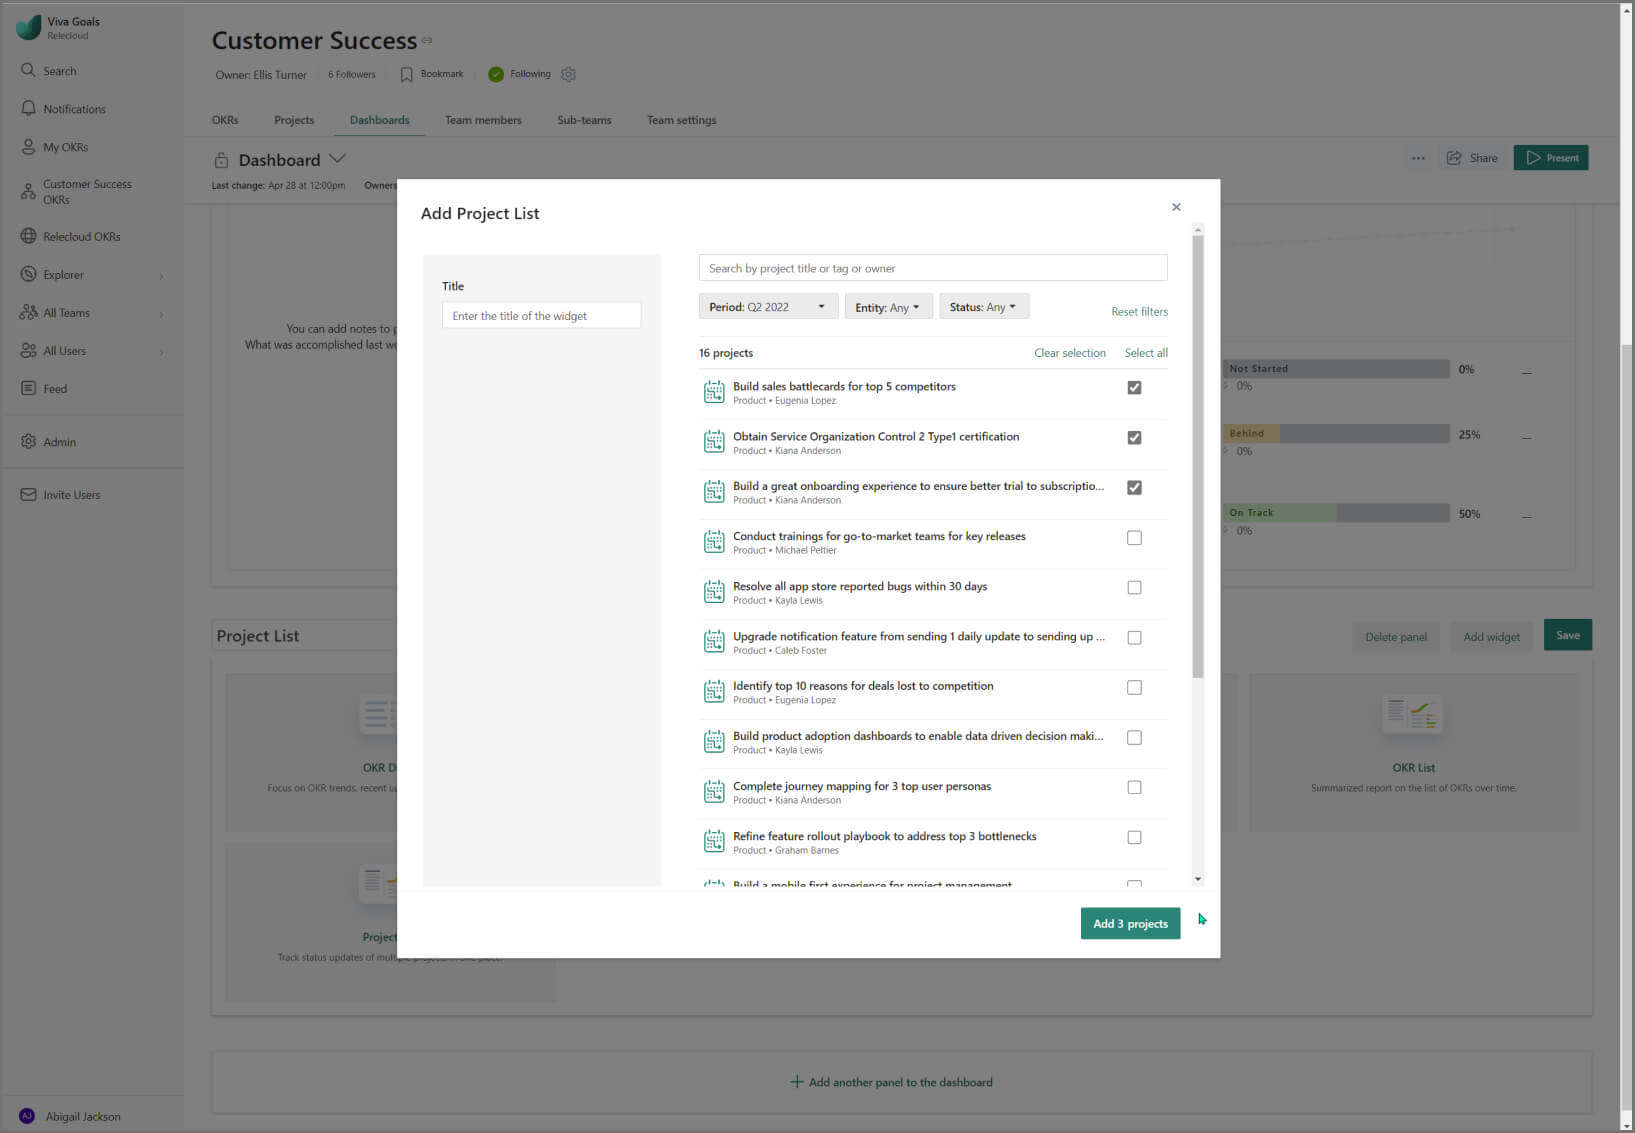 Viva Goals
Relecloud
Search
Notifications
My OKRs
Customer Success
OKRs
Relecloud OKRs
Explorer
All Teams
All Users
Feed
Admin
Invite Users
Abigail Jackson
AJ
Customer Success
Owner: Ellis Turner
6 Followers
Bookmark
Following
OKRs
Projects
Dashboards
Team members
Sub-teams
Team settings
Dashboard
Share
Present
Last change: Apr 28 at 12:00pm
You can add notes to
What was accomplished last
Not Started
0%
0%
Behind
25%
0%
On Track
50%
0%
Project List
Delete panel
Add widget
Save
OKR
Focus on OKR trends, recent
OKR List
Summarized report on the list of OKRs over time.
Project
Track status updates of
Add another panel to the dashboard
Add Project List
Title
Enter the title of the widget
Search by project title or tag or owner
Period: Q2 2022
Entity: Any
Status: Any
Reset filters
16 projects
Clear selection
Select all
Build sales battlecards for top 5 competitors
Product • Eugenia Lopez
Obtain Service Organization Control 2 Type1 certification
Product • Kiana Anderson
Build a great onboarding experience to ensure better trial to subscriptio...
Product • Kiana Anderson
Conduct trainings for go-to-market teams for key releases
Product • Michael Peltier
Resolve all app store reported bugs within 30 days
Product • Kayla Lewis
Upgrade notification feature from sending 1 daily update to sending up ...
Product • Caleb Foster
Identify top 10 reasons for deals lost to competition
Product • Eugenia Lopez
Build product adoption dashboards to enable data driven decision maki...
Product • Kayla Lewis
Complete journey mapping for 3 top user personas
Product • Kiana Anderson
Refine feature rollout playbook to address top 3 bottlenecks
Product • Graham Barnes
Build a mobile first experience for project management
Add 3 projects